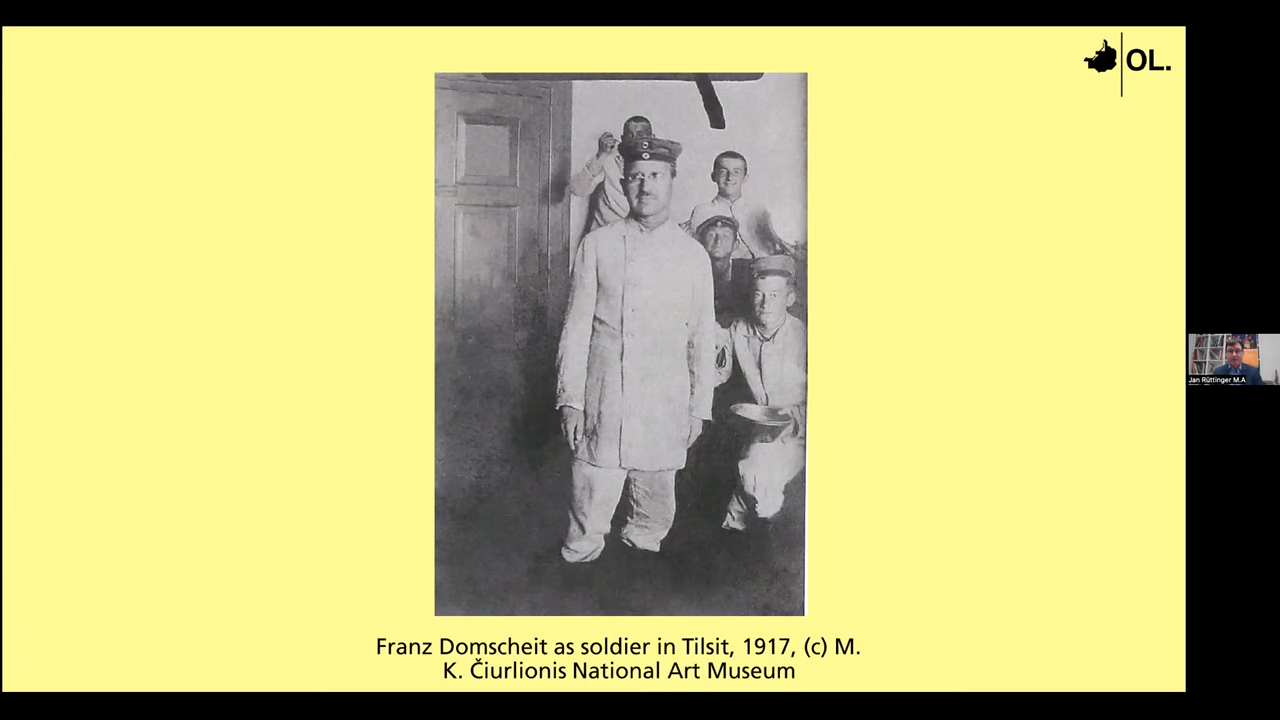 OL.
Jan Rüttinger M.A
Franz Domscheit as soldier in Tilsit, 1917, (c) M.
K. Čiurlionis National Art Museum